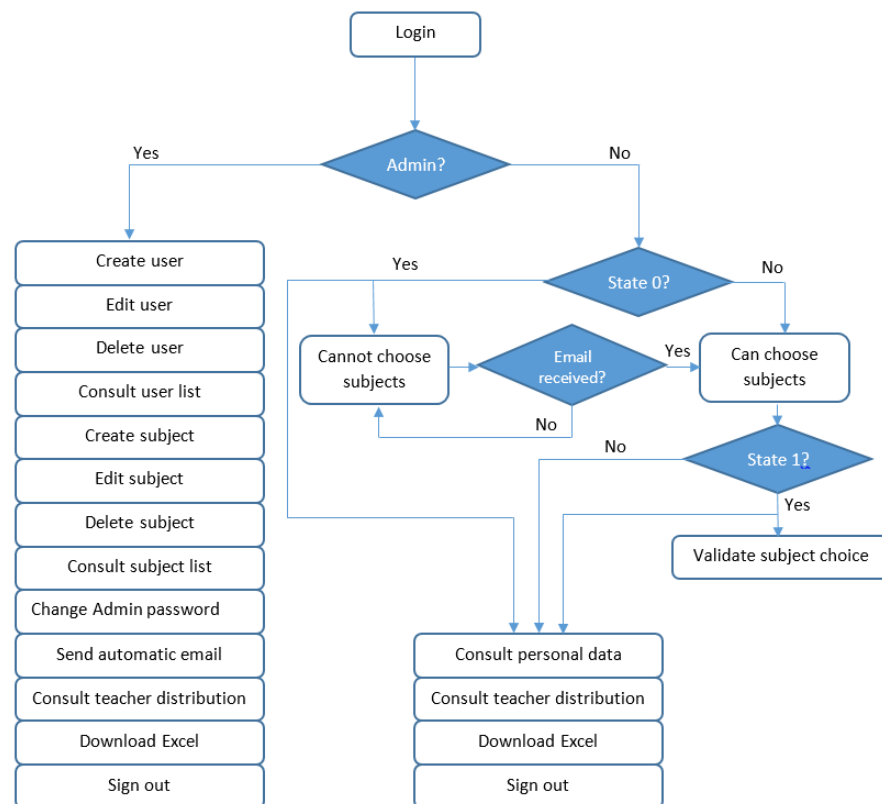 Login
Admin?
Yes
No
Create user
Edit user
Delete user
Consult user list
Create subject
Edit subject
Delete subject
Consult subject list
Change Admin password
Send automatic email
Consult teacher distribution
Download Excel
Sign out
State 0?
Yes
No
Cannot choose
subjects
Email
received?
Yes
No
Can choose
subjects
State 1?
No
Yes
Validate subject choice
Consult personal data
Consult teacher distribution
Download Excel
Sign out